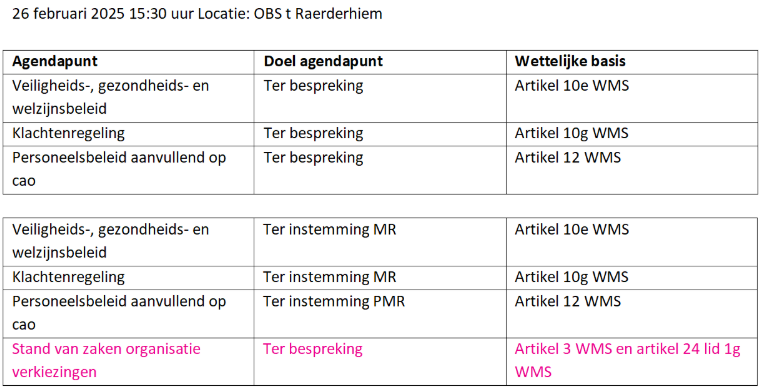 26 februari 2025 15:30 uur Locatie: OBS t Raerderhiem
Agendapunt Doel agendapunt Wettelijke basis
Veiligheids-, gezondheids- en Ter bespreking Artikel 10e WMS
welzijnsbeleid
Klachtenregeling Ter bespreking Artikel 10g WMS
Personeelsbeleid aanvullend op Ter bespreking Artikel 12 WMS
cao
Veiligheids-, gezondheids- en Ter instemming MR Artikel 10e WMS
welzijnsbeleid
Klachtenregeling Ter instemming MR Artikel 10g WMS
Personeelsbeleid aanvullend op Ter instemming PMR Artikel 12 WMS
cao
Stand van zaken organisatie Ter bespreking Artikel 3 WMS en artikel 24 lid 1g
verkiezingen WMS